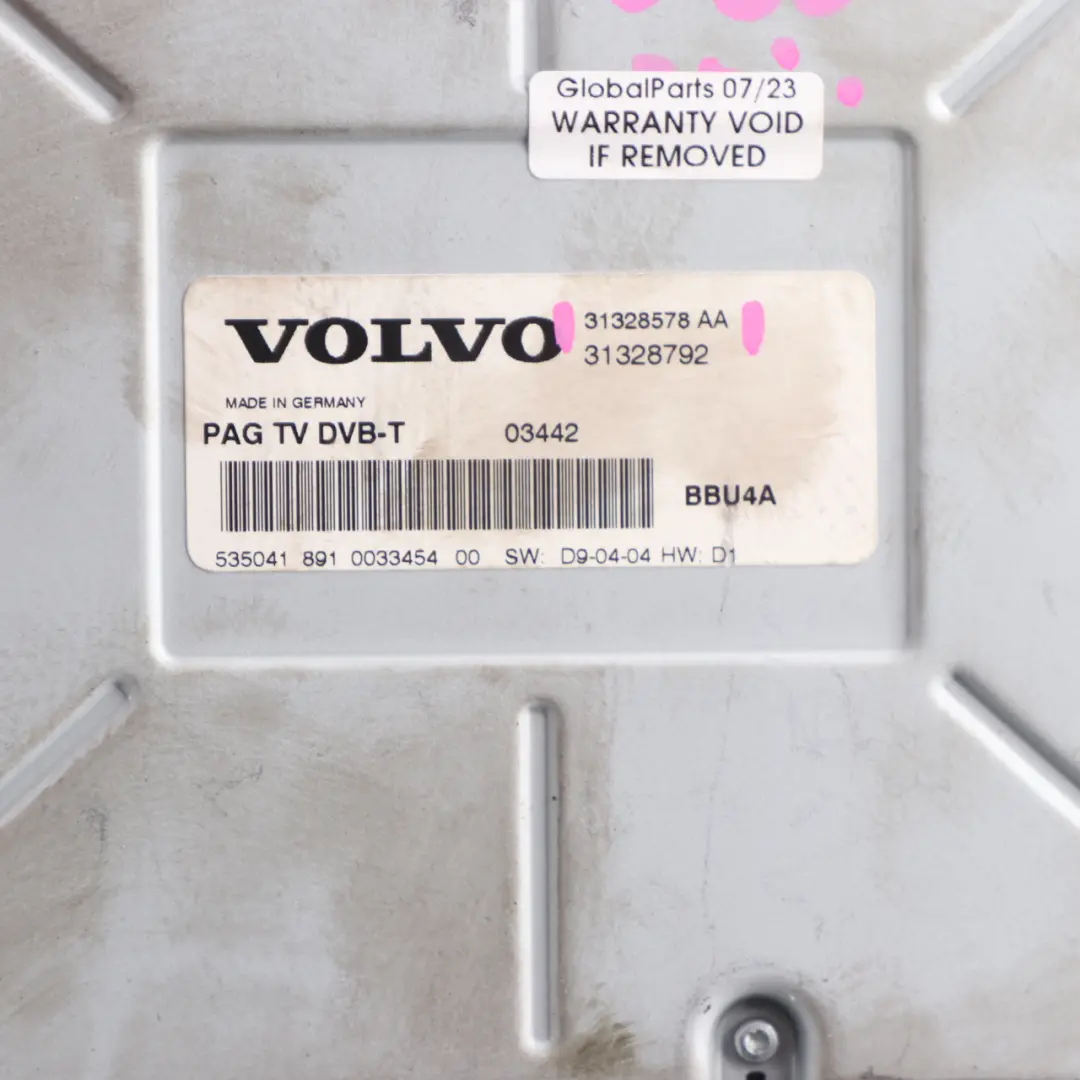 GlobalParts 07/23
WARRANTY VOID
IF REMOVED
VOLVO
31328578 AA
31328792
MADE IN GERMANY
PAG TV DVB-T 03442
BBU4A
535041 891 0033454 00 SW: D9-04-04 HW: D1